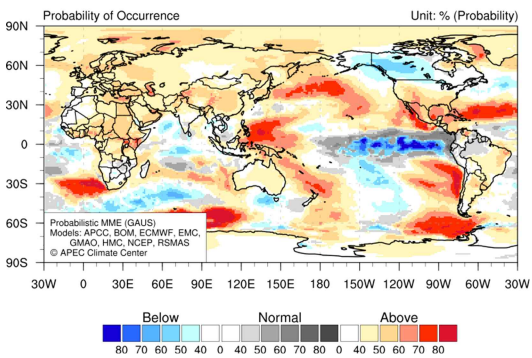 Probability of Occurrence Unit: % (Probability)
90N
60N
30N
0
30S
60S
90S
Probabilistic MME (GAUS)
Models: APCC, BOM, ECMWF, EMC,
GMAO, HMC, NCEP, RSMAS
© APEC Climate Center
30W 0 30E 60E 90E 120E 150E 180 150W 120W 90W 60W 30W
Below Normal Above
80 70 60 50 40 0 40 50 60 70 80 40 50 60 70 80